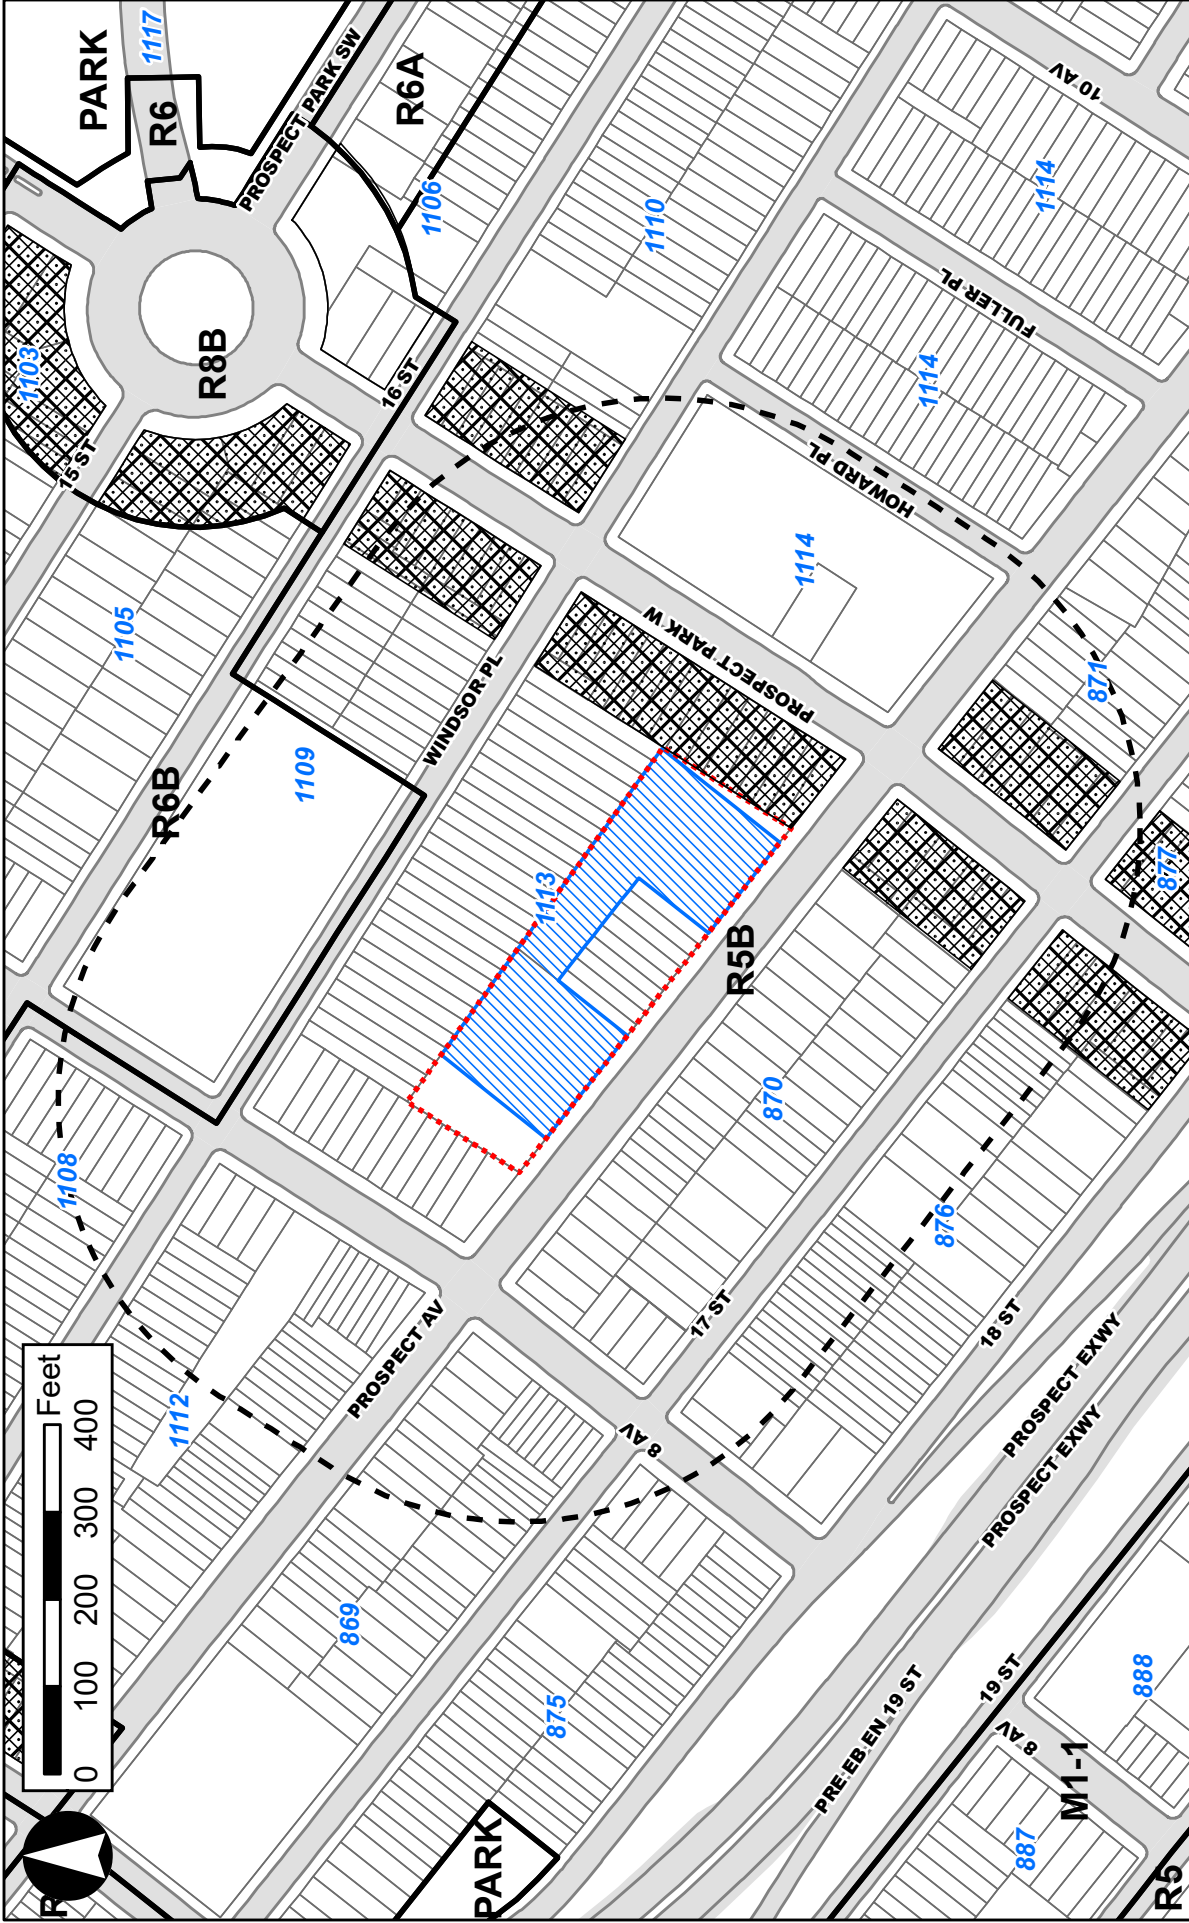 PARK
1117
R6
PROSPECT PARK SW
R6A
1106
1103
R8B
15 ST
16 ST
1110
10 AV
1114
FULLER PL
1114
HOWARD PL
1114
1105
R6B
1109
WINDSOR PL
PROSPECT PARK W
871
877
1113
R5B
870
876
1108
1112
PROSPECT AV
17 ST
18 ST
8 AV
PROSPECT EXWY
PROSPECT EXWY
869
875
PARK
PRE EB EN 19 ST
19 ST
8 AV
888
M1-1
887
R5
R
0 100 200 300 400
Feet